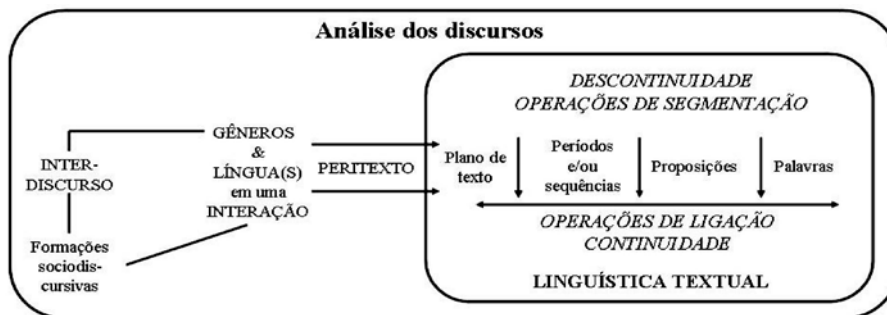 Análise dos discursos
INTER-
DISCURSO
Formações
sociodis-
cursivas
GÊNEROS
&
LÍNGUA(S)
em uma
INTERAÇÃO
PERITEXTO
DESCONTINUIDADE
OPERAÇÕES DE SEGMENTAÇÃO
Plano de
texto
Períodos
e/ou
sequências
Proposições
Palavras
OPERAÇÕES DE LIGAÇÃO
CONTINUIDADE
LINGUÍSTICA TEXTUAL